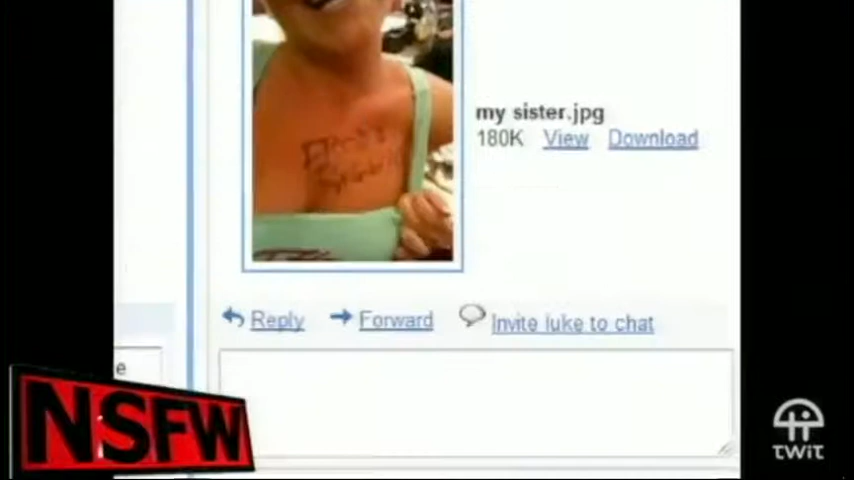 my sister.jpg
180K View Download
Reply Forward Invite luke to chat
e
NSFW
TWiT